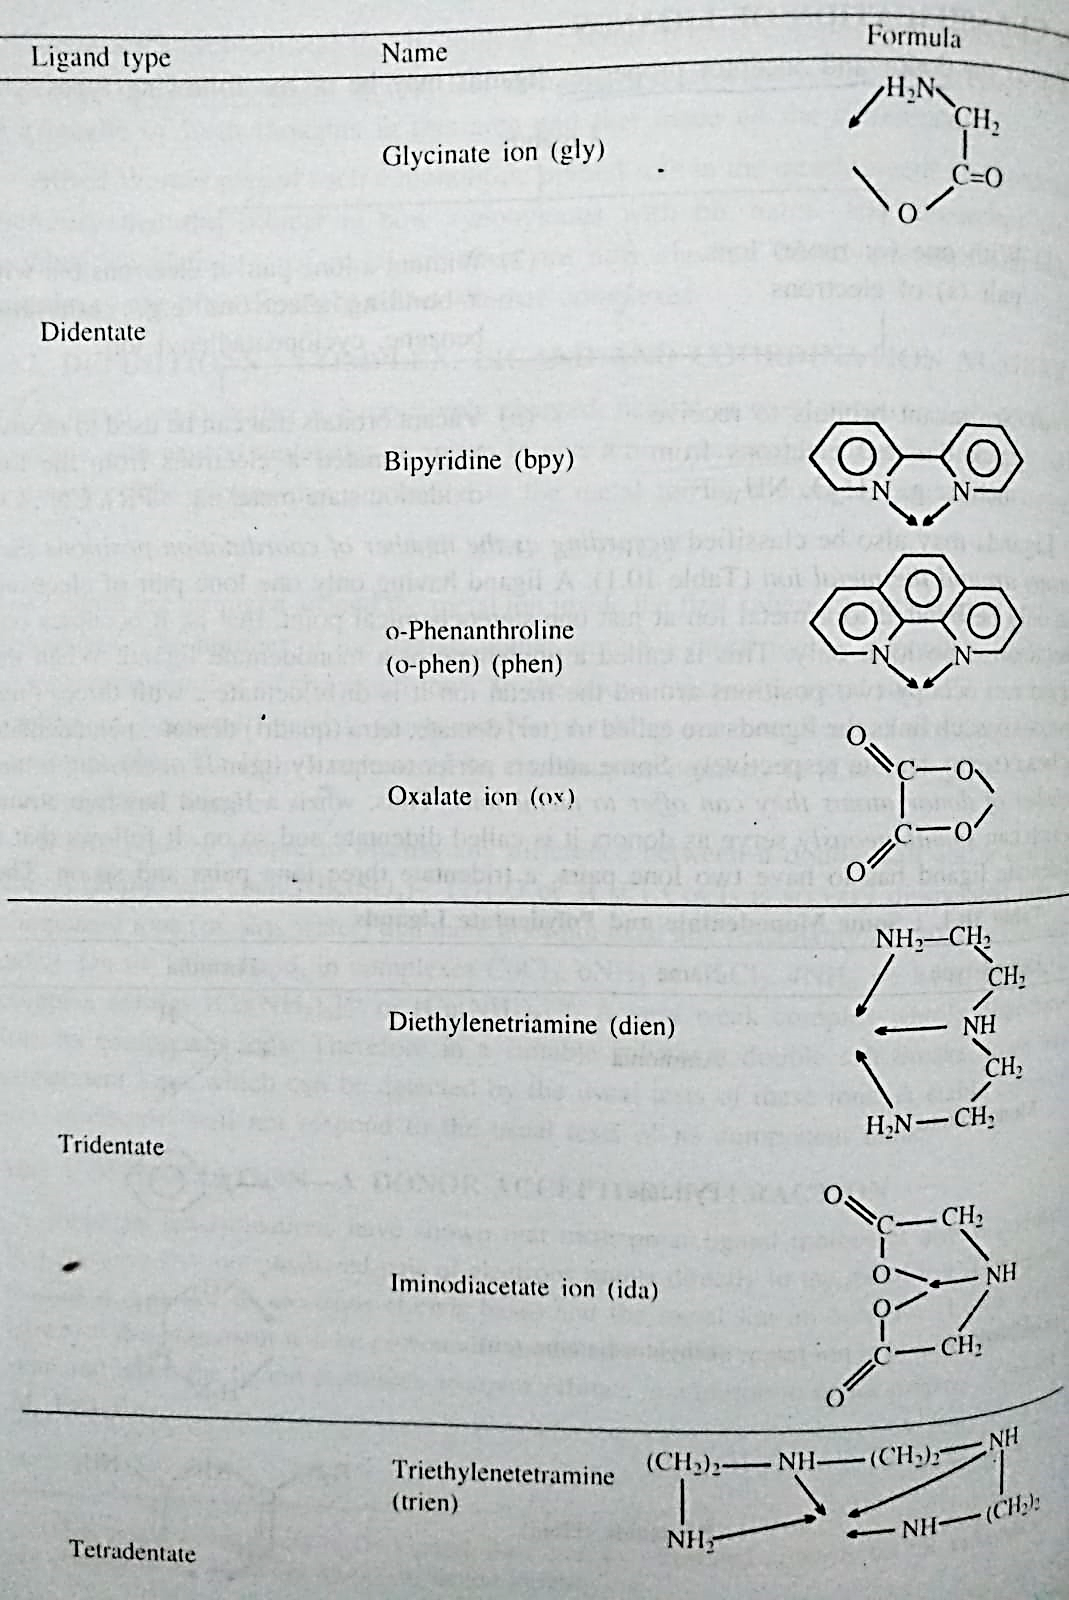 Ligand type Name Formula
H₂N
CH₂
Glycinate ion (gly)
C=O
O
Didentate
Bipyridine (bpy)
N N
o-Phenanthroline
(o-phen) (phen)
N N
O
C—O
Oxalate ion (ox)
C—O
O
NH₂—CH₂
CH₂
Diethylenetriamine (dien) NH
CH₂
H₂N—CH₂
Tridentate
O
C—CH₂
O NH
Iminodiacetate ion (ida)
O
C—CH₂
O
Triethylenetetramine (CH₂)₂—NH—(CH₂)₂—NH
(trien)
NH—(CH₂)₂
NH₂
Tetradentate